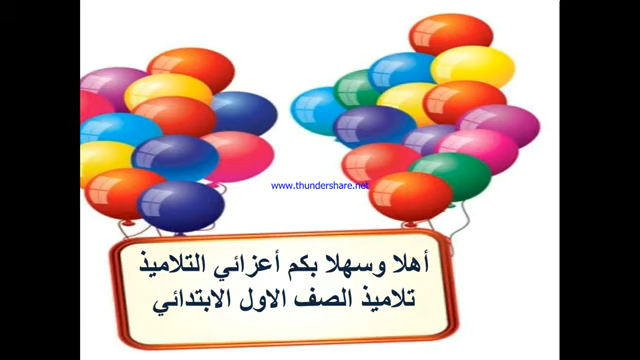 www.thundershare.net
أهلا وسهلا بكم أعزائي التلاميذ
تلاميذ الصف الاول الابتدائي